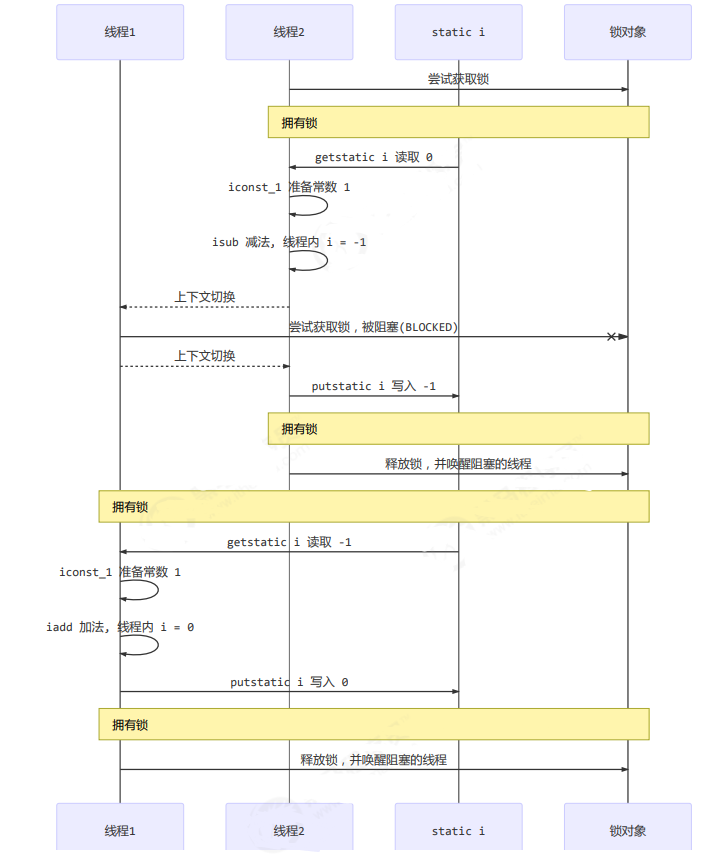 线程1
线程2
static i
锁对象
尝试获取锁
拥有锁
getstatic i 读取 0
iconst_1 准备常数 1
isub 减法, 线程内 i = -1
上下文切换
尝试获取锁，被阻塞(BLOCKED)
上下文切换
putstatic i 写入 -1
拥有锁
释放锁，并唤醒阻塞的线程
拥有锁
getstatic i 读取 -1
iconst_1 准备常数 1
iadd 加法, 线程内 i = 0
putstatic i 写入 0
拥有锁
释放锁，并唤醒阻塞的线程
线程1
线程2
static i
锁对象